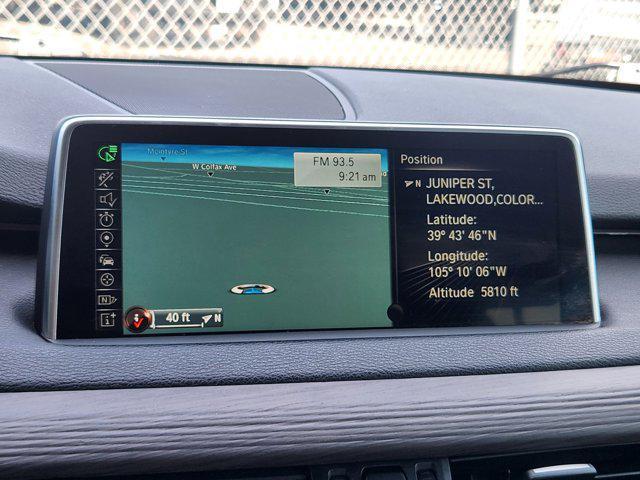 McIntyre St
W Colfax Ave
FM 93.5
9:21 am
40 ft
N
Position
N JUNIPER ST,
LAKEWOOD,COLOR...
Latitude:
39° 43' 46"N
Longitude:
105° 10' 06"W
Altitude 5810 ft
N